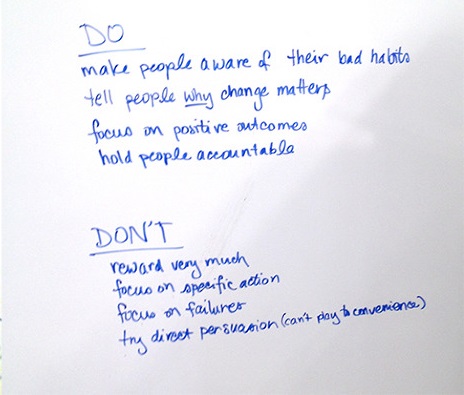 DO
make people aware of their bad habits
tell people why change matters
focus on positive outcomes
hold people accountable
DON'T
reward very much
focus on specific action
focus on failures
try direct persuasion (can't play to convenience)